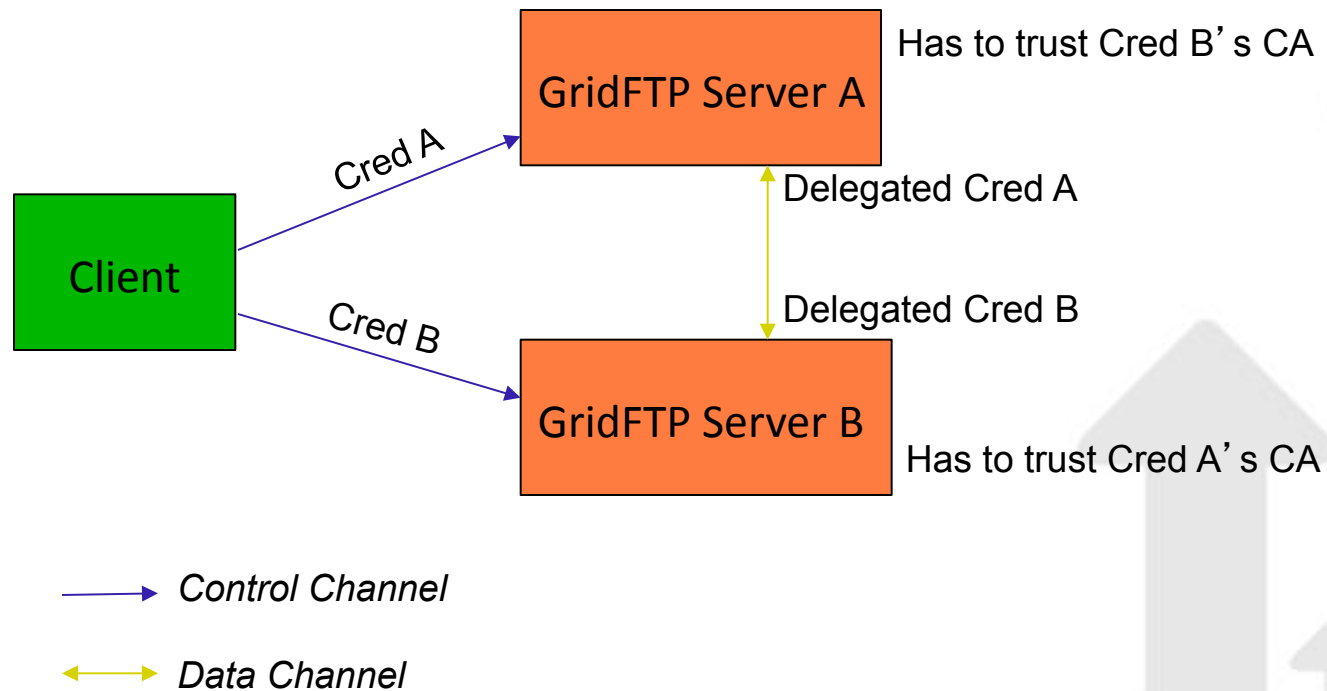 GridFTP Server A
Has to trust Cred B’s CA
Cred A
Delegated Cred A
Client
Cred B
Delegated Cred B
GridFTP Server B
Has to trust Cred A’s CA
Control Channel
Data Channel